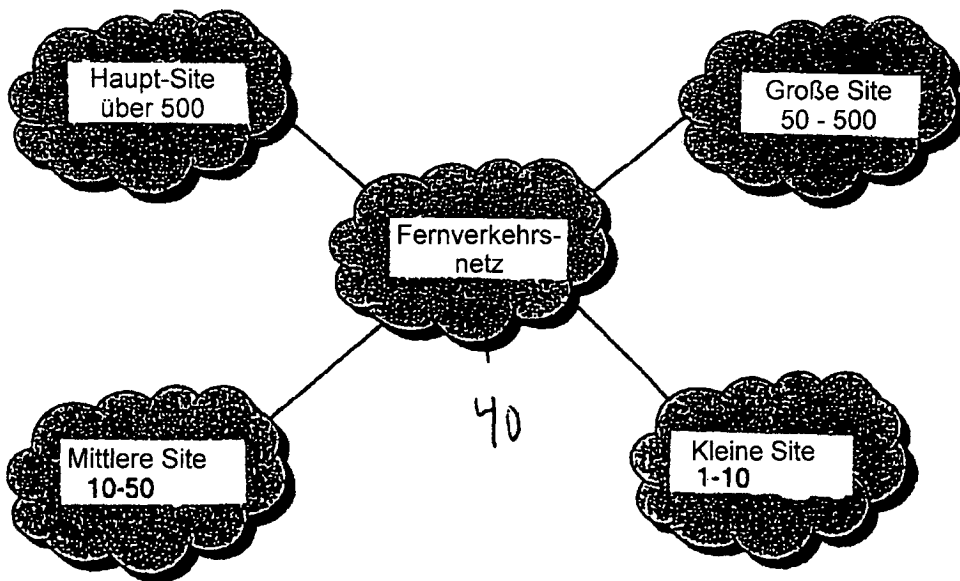 Haupt-Site
über 500
Große Site
50 - 500
Fernverkehrs-
netz
40
Mittlere Site
10-50
Kleine Site
1-10